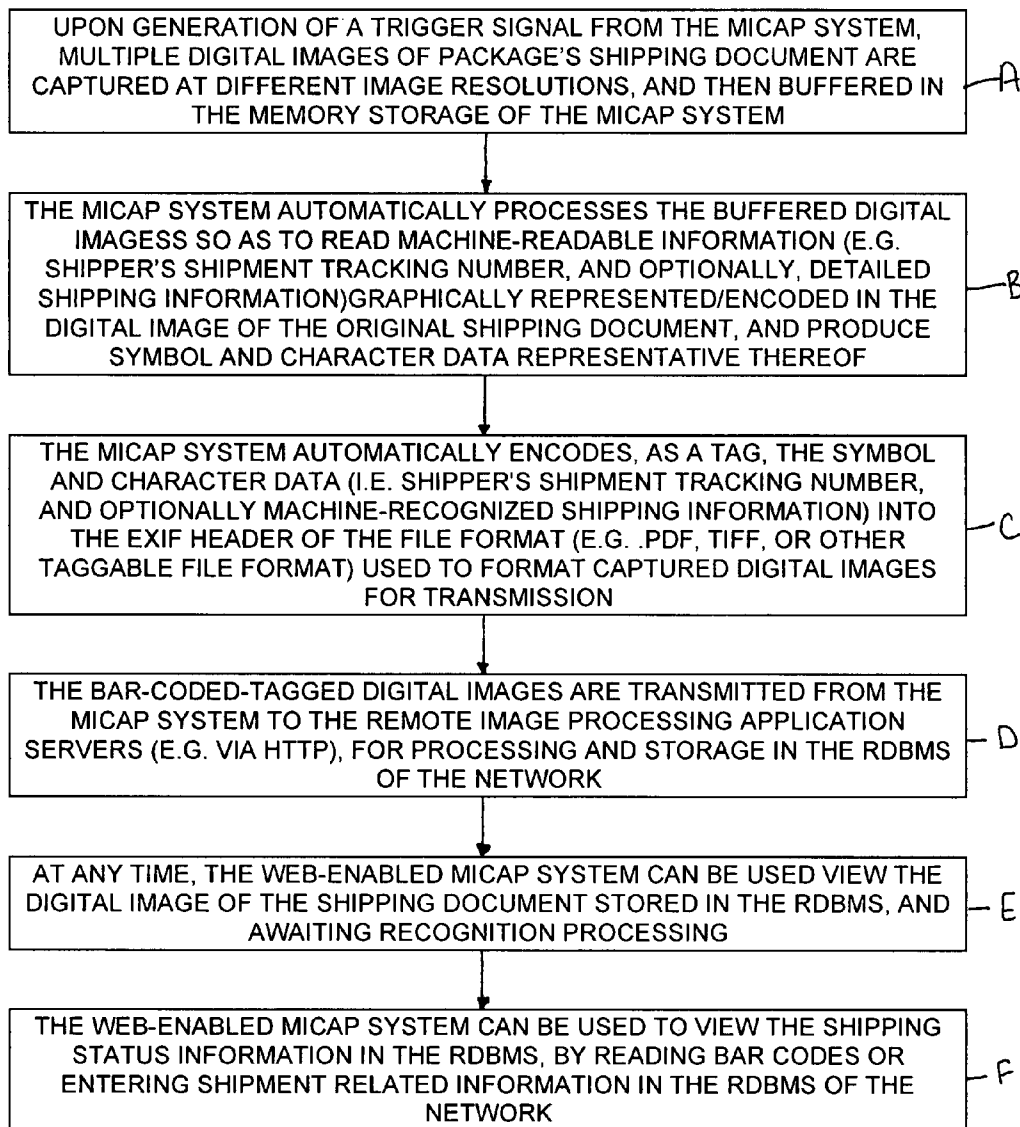 UPON GENERATION OF A TRIGGER SIGNAL FROM THE MICAP SYSTEM,
MULTIPLE DIGITAL IMAGES OF PACKAGE'S SHIPPING DOCUMENT ARE
CAPTURED AT DIFFERENT IMAGE RESOLUTIONS, AND THEN BUFFERED IN
THE MEMORY STORAGE OF THE MICAP SYSTEM
A
THE MICAP SYSTEM AUTOMATICALLY PROCESSES THE BUFFERED DIGITAL
IMAGESS SO AS TO READ MACHINE-READABLE INFORMATION (E.G.
SHIPPER'S SHIPMENT TRACKING NUMBER, AND OPTIONALLY, DETAILED
SHIPPING INFORMATION)GRAPHICALLY REPRESENTED/ENCODED IN THE
DIGITAL IMAGE OF THE ORIGINAL SHIPPING DOCUMENT, AND PRODUCE
SYMBOL AND CHARACTER DATA REPRESENTATIVE THEREOF
B
THE MICAP SYSTEM AUTOMATICALLY ENCODES, AS A TAG, THE SYMBOL
AND CHARACTER DATA (I.E. SHIPPER'S SHIPMENT TRACKING NUMBER,
AND OPTIONALLY MACHINE-RECOGNIZED SHIPPING INFORMATION) INTO
THE EXIF HEADER OF THE FILE FORMAT (E.G. .PDF, TIFF, OR OTHER
TAGGABLE FILE FORMAT) USED TO FORMAT CAPTURED DIGITAL IMAGES
FOR TRANSMISSION
C
THE BAR-CODED-TAGGED DIGITAL IMAGES ARE TRANSMITTED FROM THE
MICAP SYSTEM TO THE REMOTE IMAGE PROCESSING APPLICATION
SERVERS (E.G. VIA HTTP), FOR PROCESSING AND STORAGE IN THE RDBMS
OF THE NETWORK
D
AT ANY TIME, THE WEB-ENABLED MICAP SYSTEM CAN BE USED VIEW THE
DIGITAL IMAGE OF THE SHIPPING DOCUMENT STORED IN THE RDBMS, AND
AWAITING RECOGNITION PROCESSING
E
THE WEB-ENABLED MICAP SYSTEM CAN BE USED TO VIEW THE SHIPPING
STATUS INFORMATION IN THE RDBMS, BY READING BAR CODES OR
ENTERING SHIPMENT RELATED INFORMATION IN THE RDBMS OF THE
NETWORK
F